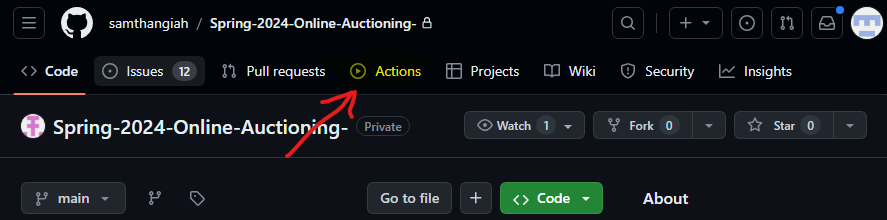 samthangiah / Spring-2024-Online-Auctioning-
Code Issues 12 Pull requests Actions Projects Wiki Security Insights
Spring-2024-Online-Auctioning- Private Watch 1 Fork 0 Star 0
main Go to file Code About